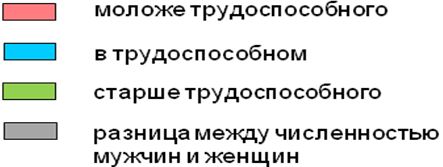 моложе трудоспособного
в трудоспособном
старше трудоспособного
разница между численностью
мужчин и женщин